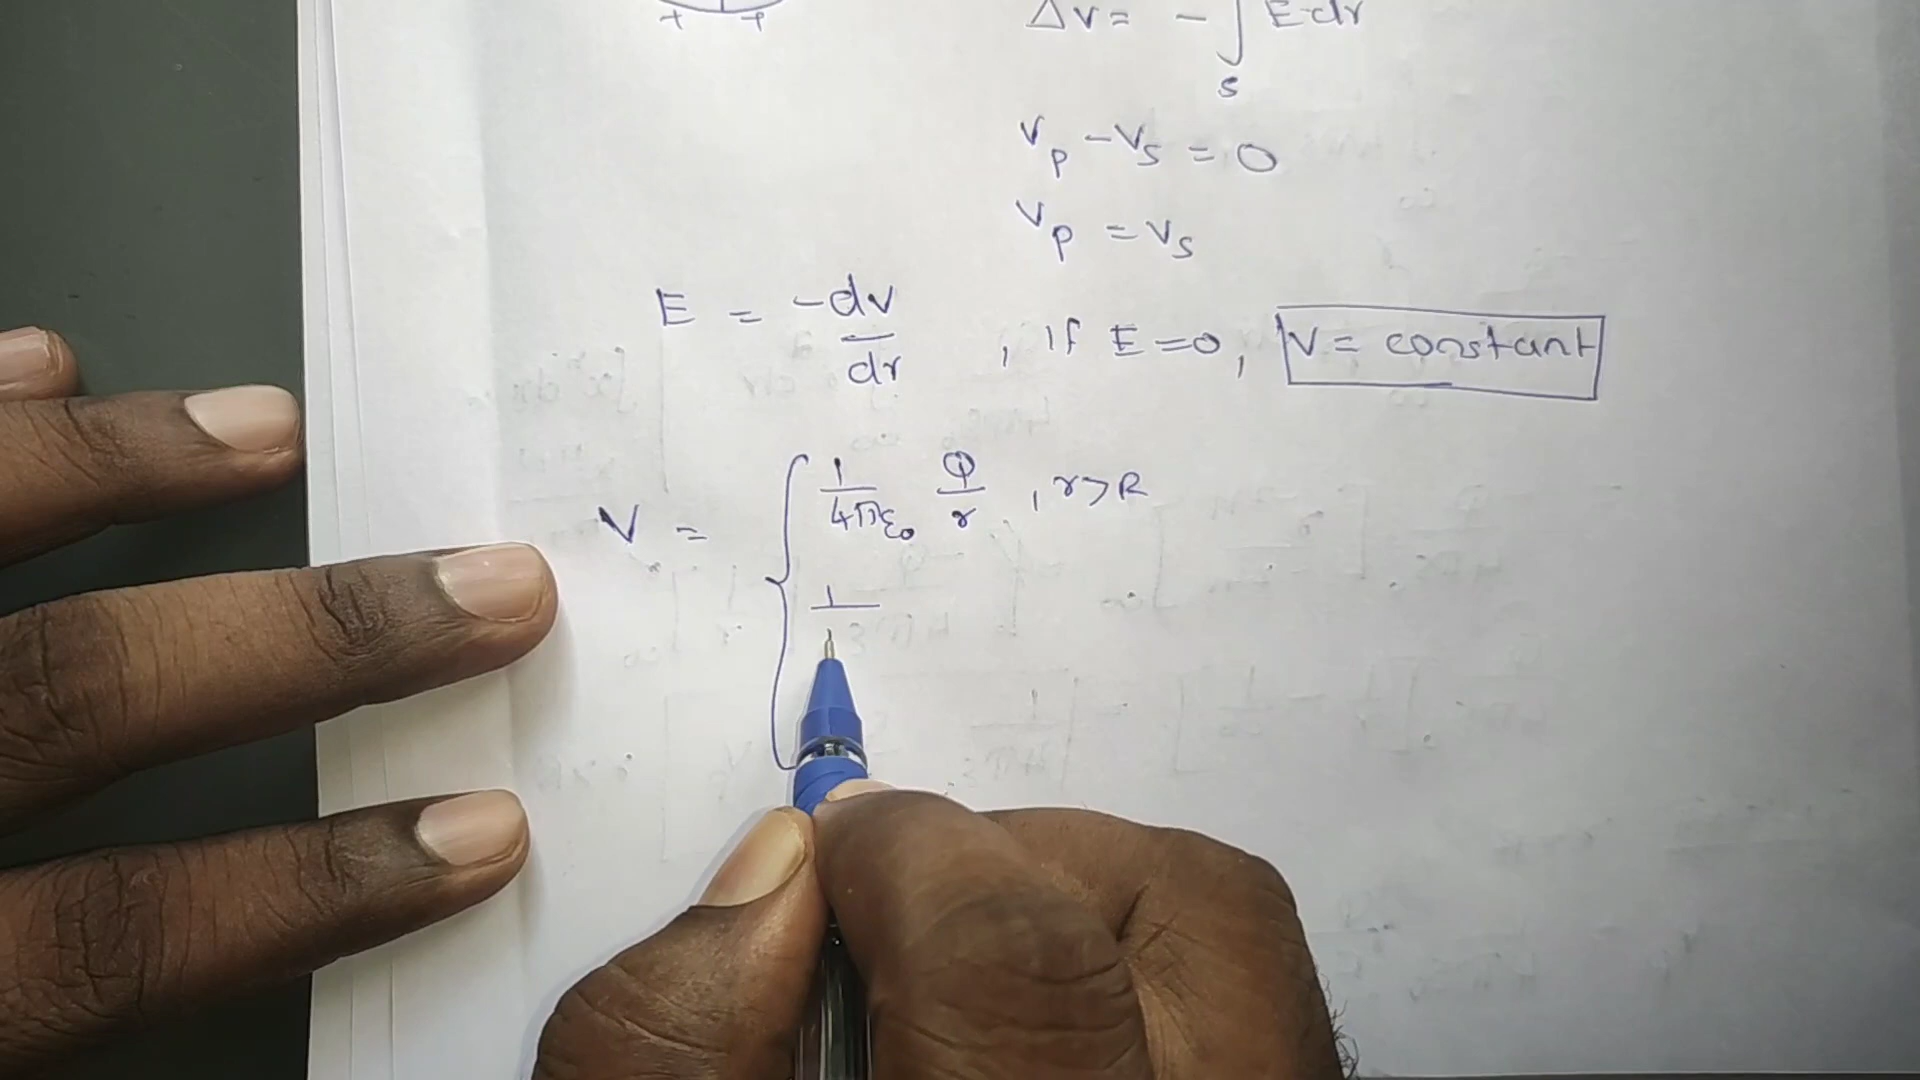 + +
ΔV = - ∫ E·dr
S
Vp - Vs = 0
Vp = Vs
E = -dv/dr , If E = 0, V = constant
V = { 1/4πε₀ Q/r , r > R
1/